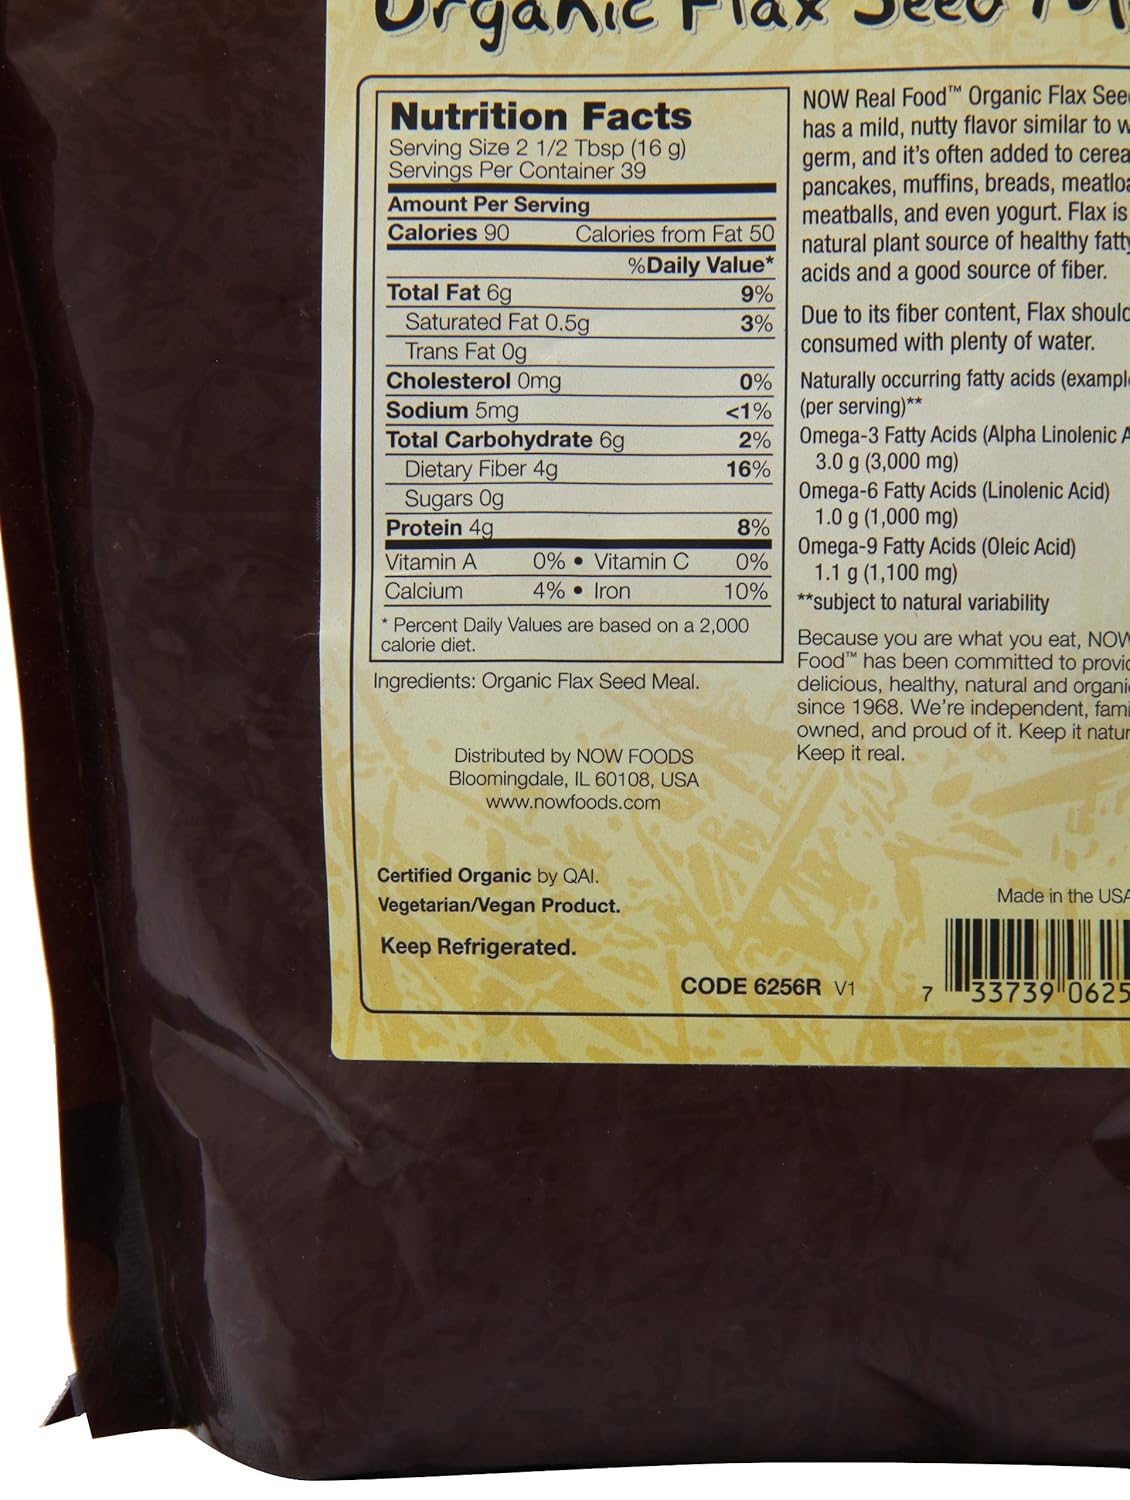 Organic Flax Seed
Nutrition Facts
Serving Size 2 1/2 Tbsp (16 g)
Servings Per Container 39
Amount Per Serving
Calories 90 Calories from Fat 50
%Daily Value*
Total Fat 6g 9%
Saturated Fat 0.5g 3%
Trans Fat 0g
Cholesterol 0mg 0%
Sodium 5mg <1%
Total Carbohydrate 6g 2%
Dietary Fiber 4g 16%
Sugars 0g
Protein 4g 8%
Vitamin A 0% • Vitamin C 0%
Calcium 4% • Iron 10%
* Percent Daily Values are based on a 2,000
calorie diet.
Ingredients: Organic Flax Seed Meal.
Distributed by NOW FOODS
Bloomingdale, IL 60108, USA
www.nowfoods.com
Certified Organic by QAI.
Vegetarian/Vegan Product.
Keep Refrigerated.
CODE 6256R V1
NOW Real Food™ Organic Flax
has a mild, nutty flavor similar to
germ, and it's often added to
pancakes, muffins, breads,
meatballs, and even yogurt. Flax is
natural plant source of healthy
acids and a good source of fiber.
Due to its fiber content, Flax
consumed with plenty of water.
Naturally occurring fatty acids
(per serving)**
Omega-3 Fatty Acids (Alpha Linolenic
3.0 g (3,000 mg)
Omega-6 Fatty Acids (Linolenic Acid)
1.0 g (1,000 mg)
Omega-9 Fatty Acids (Oleic Acid)
1.1 g (1,100 mg)
**subject to natural variability
Because you are what you eat,
Food™ has been committed to
delicious, healthy, natural and
since 1968. We're independent,
owned, and proud of it. Keep it
Keep it real.
Made in the USA
7 33739 0625